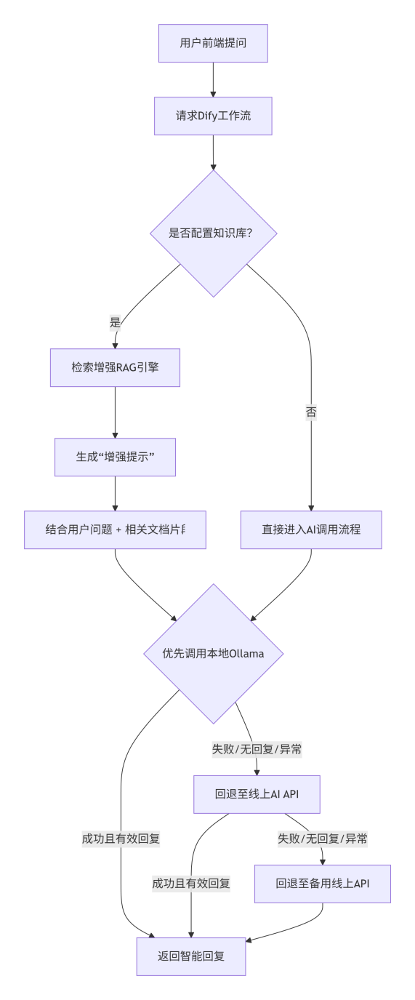 用户前端提问
请求Dify工作流
是否配置知识库？
是
检索增强RAG引擎
否
生成“增强提示”
结合用户问题 + 相关文档片
直接进入AI调用流程
优先调用本地Ollama
失败/无回复/异常
回退至线上AI API
成功且有效回复
失败/无回复/异常
成功且有效回复
回退至备用线上API
返回智能回复